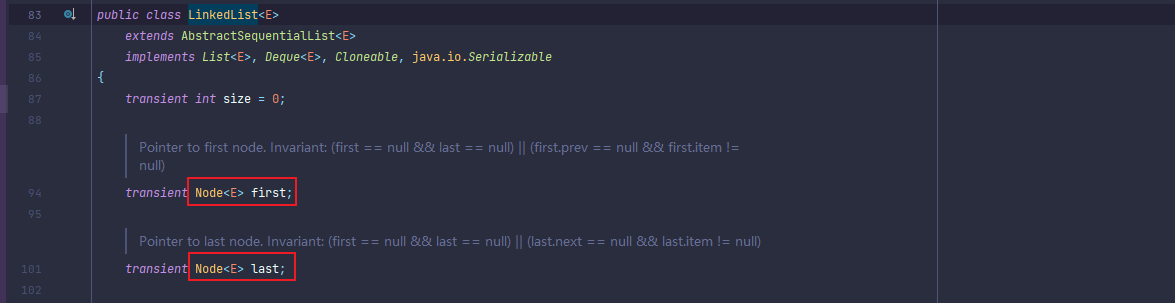 83 public class LinkedList<E>
84 extends AbstractSequentialList<E>
85 implements List<E>, Deque<E>, Cloneable, java.io.Serializable
86 {
87 transient int size = 0;
88
Pointer to first node. Invariant: (first == null && last == null) || (first.prev == null && first.item !=
null)
94 transient Node<E> first;
95
Pointer to last node. Invariant: (first == null && last == null) || (last.next == null && last.item != null)
101 transient Node<E> last;
102